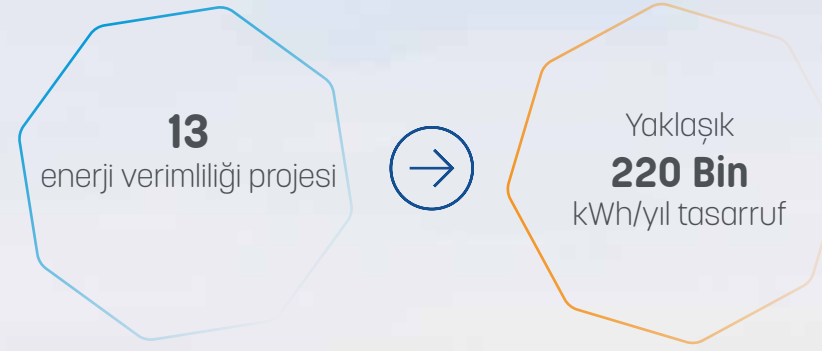 13
enerji verimliliği projesi
Yaklaşık
220 Bin
kWh/yıl tasarruf